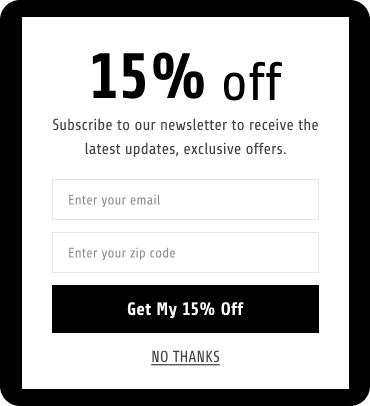 15% off
Subscribe to our newsletter to receive the
latest updates, exclusive offers.
Enter your email
Enter your zip code
Get My 15% Off
NO THANKS